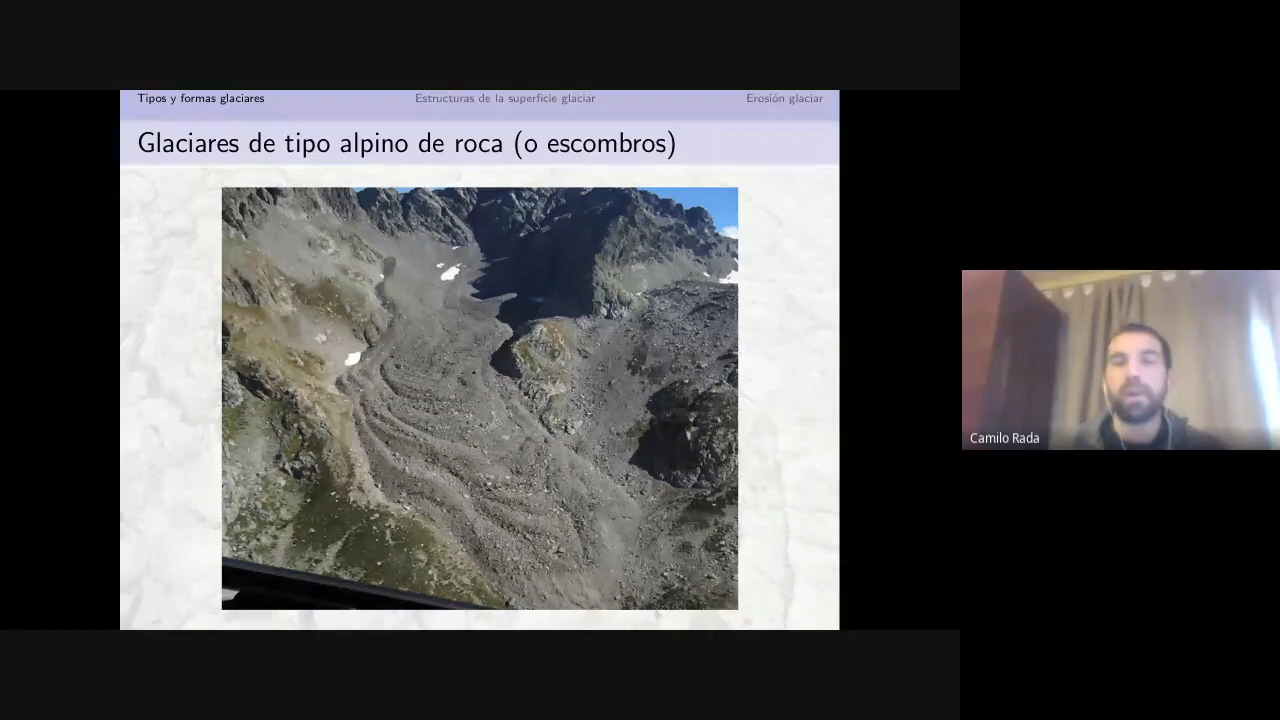 Tipos y formas glaciares
Estructuras de la superficie glaciar
Erosión glaciar
Glaciares de tipo alpino de roca (o escombros)
Camilo Rada